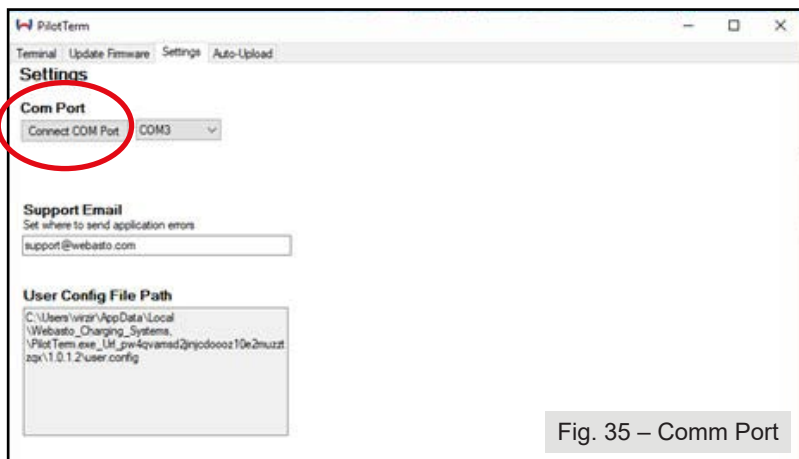 PilotTerm
Terminal Update Firmware Settings Auto-Upload
Settings
Com Port
Connect COM Port COM3
Support Email
Set where to send application errors
support@webasto.com
User Config File Path
C:\Users\virzir\AppData\Local
\Webasto_Charging_Systems,
\PilotTerm.exe_Url_pw4qvamsd2jnjcdoooz10e2muzzt
zqx\1.0.1.2\user.config
Fig. 35 – Comm Port